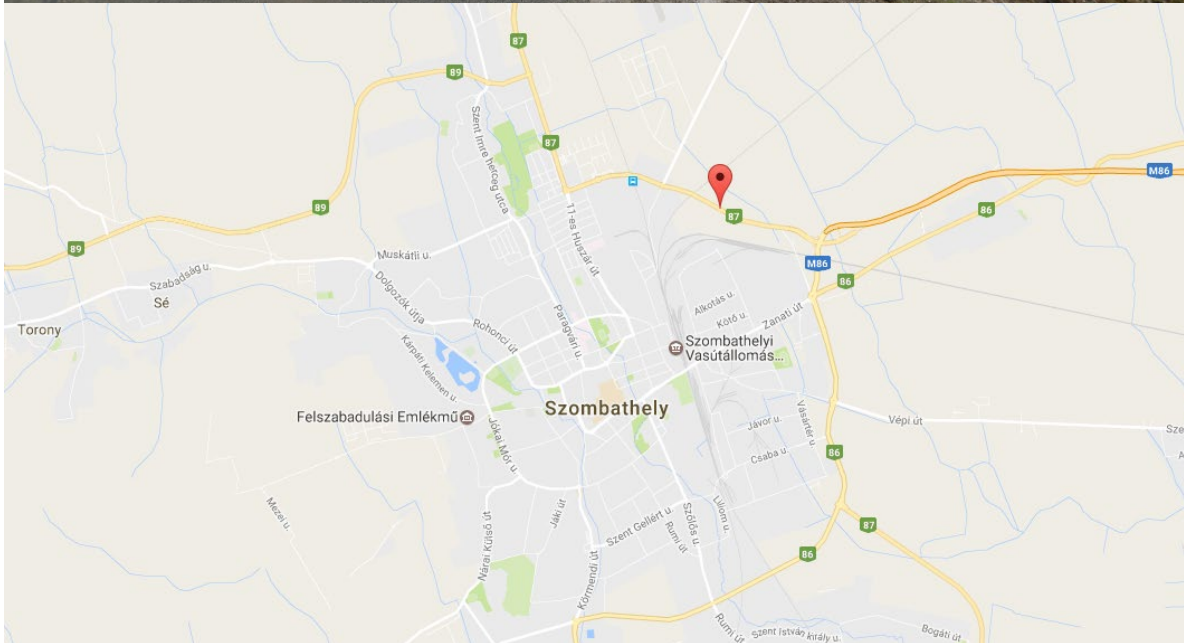 87
89
87
M86
86
87
89
89
M86
86
Szent Imre herceg utca
11-es Huszár út
Muskátli u.
Szabadság u.
Sé
Torony
Dolgozók útja
Rohonci út
Paragvári u.
Alkotás u.
Kötő u.
Zanati út
Kárpáti Kelemen u.
Szombathelyi
Vasútállomás...
Szombathely
Felszabadulási Emlékmű
Jókai Mór u.
Vépi út
Jávor u.
Vásártér u.
Csaba u.
86
Mezei u.
Jáki út
Nárai Külső út
Szent Gellért u.
Szőlős u.
Rumi út
Liliom u.
87
86
Körmendi út
Rumi út
Szent István király u.
Bogáti út